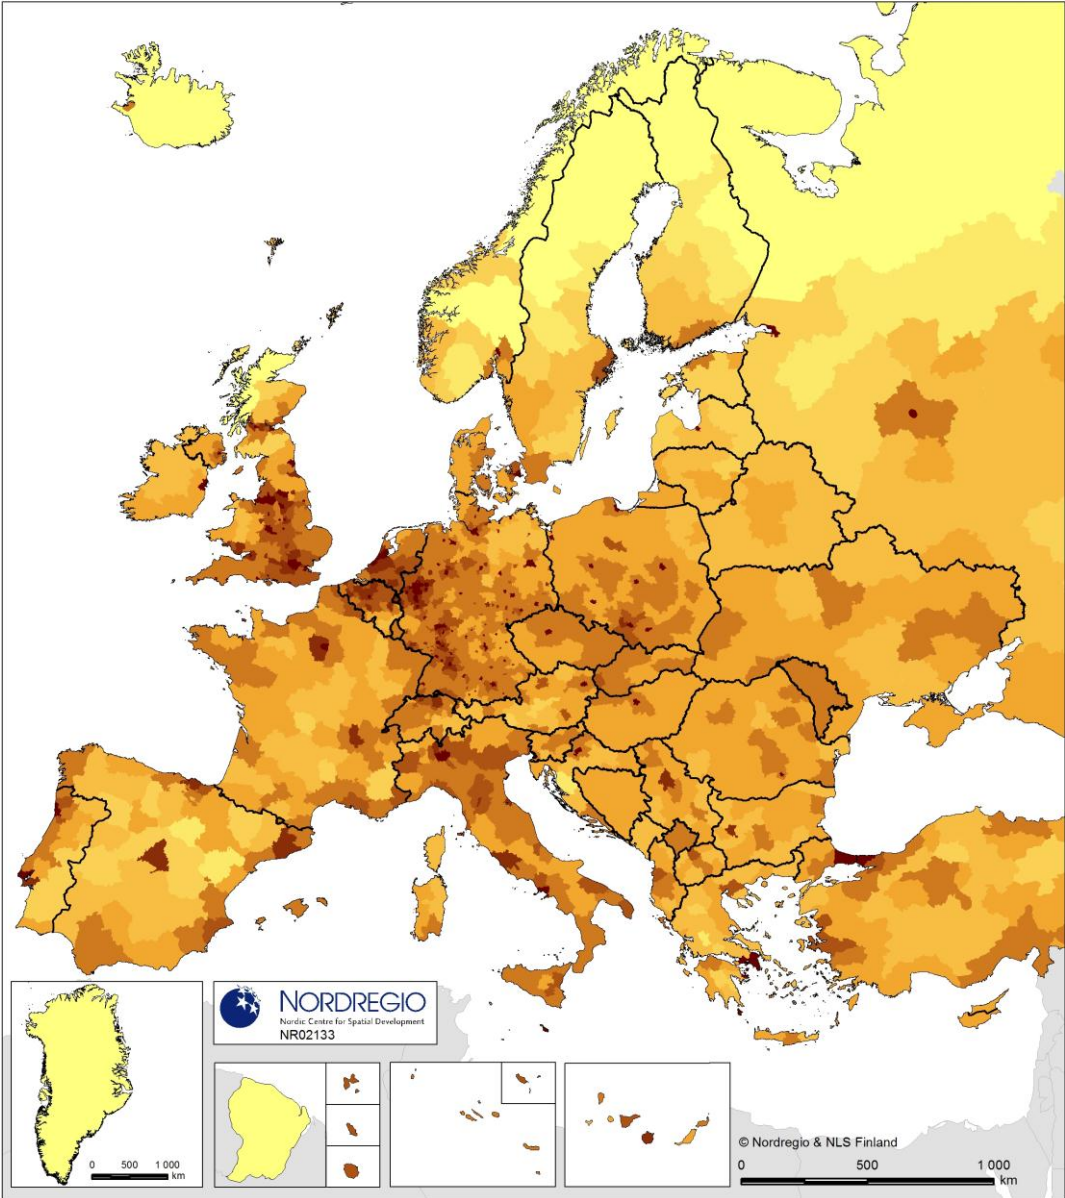 NORDREGIO
Nordic Centre for Spatial Development
NR02133
0 500 1 000
km
© Nordregio & NLS Finland
0 500 1 000
km